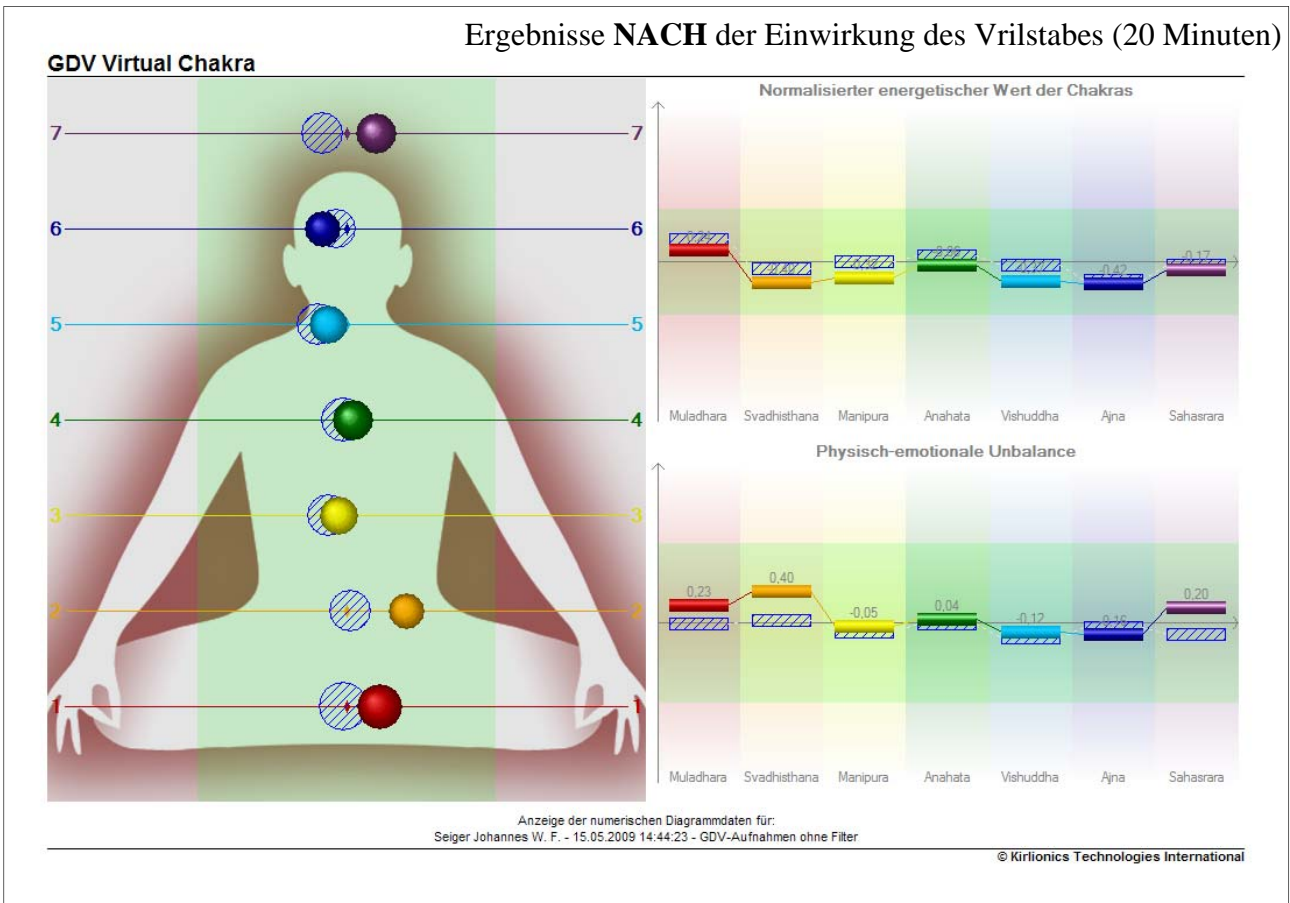 Ergebnisse NACH der Einwirkung des Vrilstabes (20 Minuten)
GDV Virtual Chakra
7 7
6 6
5 5
4 4
3 3
2 2
1 1
Normalisierter energetischer Wert der Chakras
-0,42 -0,17
Muladhara Svadhisthana Manipura Anahata Vishuddha Ajna Sahasrara
Physisch-emotionale Unbalance
0,23 0,40 -0,05 0,04 -0,12 0,20
Muladhara Svadhisthana Manipura Anahata Vishuddha Ajna Sahasrara
Anzeige der numerischen Diagrammdaten für:
Seiger Johannes W. F. - 15.05.2009 14:44:23 - GDV-Aufnahmen ohne Filter
© Kirlionics Technologies International